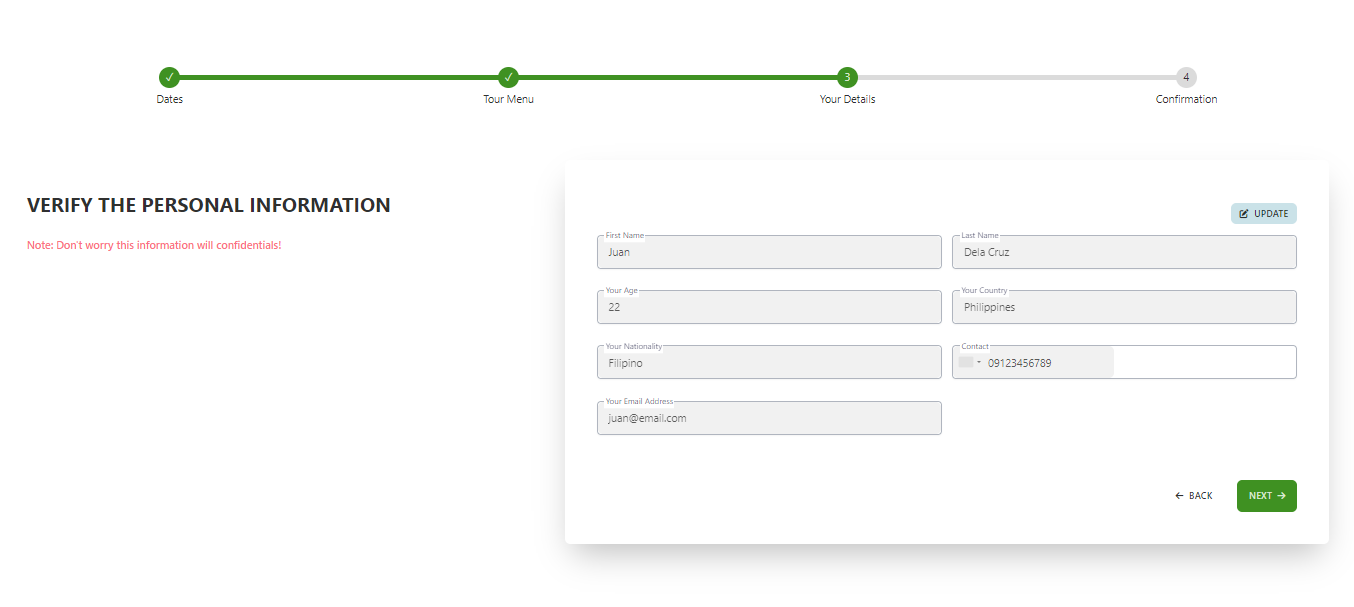 ✓ ✓ 3 4
Dates Tour Menu Your Details Confirmation
VERIFY THE PERSONAL INFORMATION
Note: Don't worry this information will confidentials!
UPDATE
First Name Last Name
Juan Dela Cruz
Your Age Your Country
22 Philippines
Your Nationality Contact
Filipino 09123456789
Your Email Address
juan@email.com
← BACK NEXT →